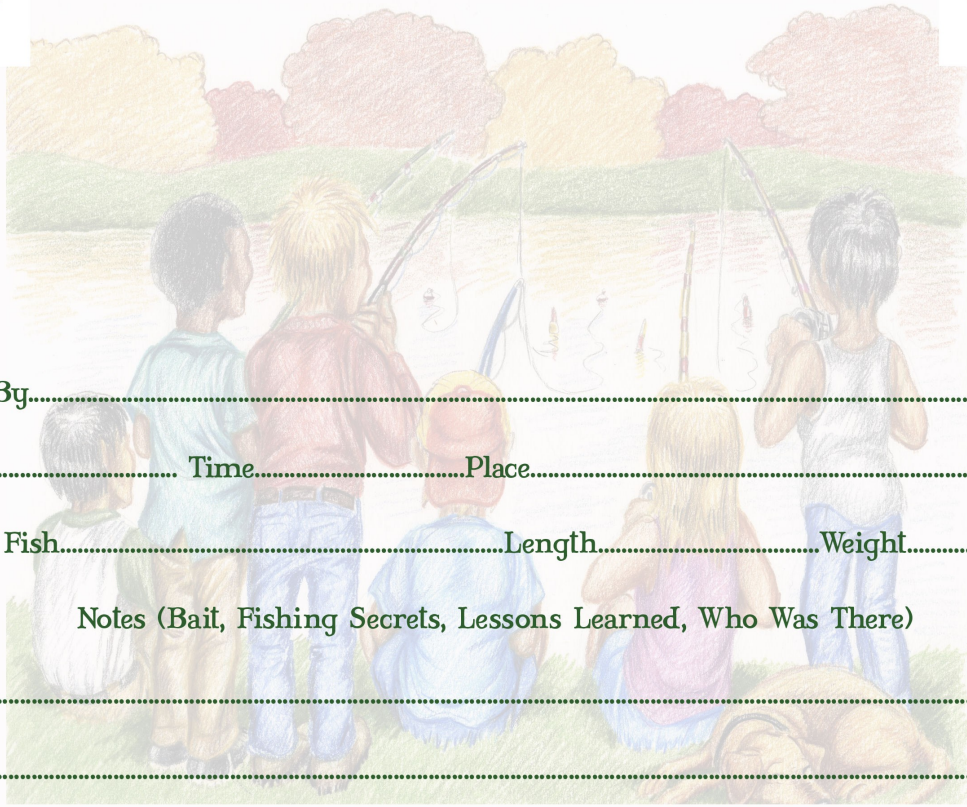 By
Time Place
Fish Length Weight
Notes (Bait, Fishing Secrets, Lessons Learned, Who Was There)